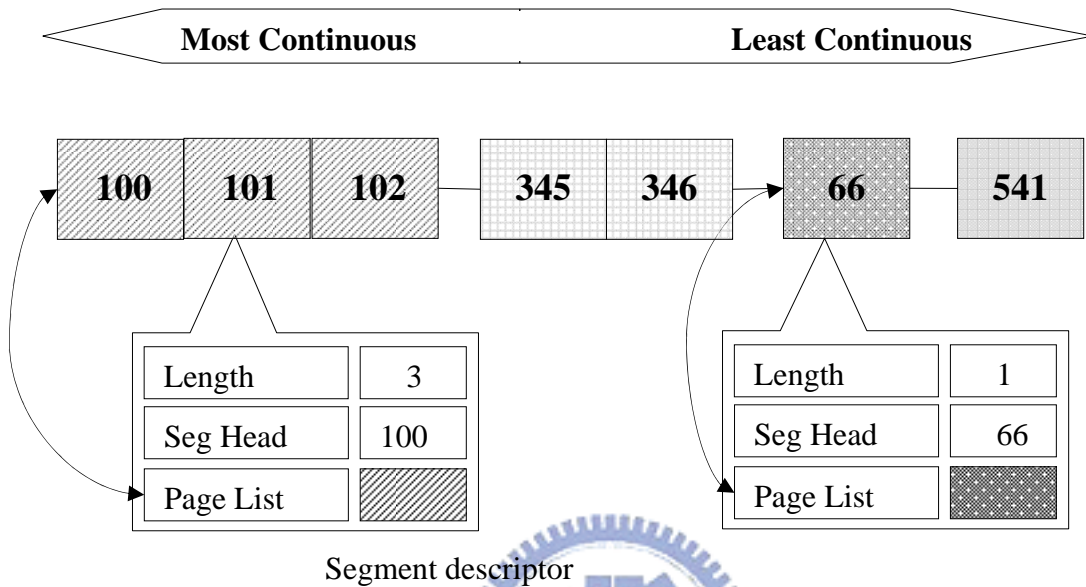 Most Continuous Least Continuous
100 101 102 345 346 66 541
Length 3
Seg Head 100
Page List
Length 1
Seg Head 66
Page List
Segment descriptor